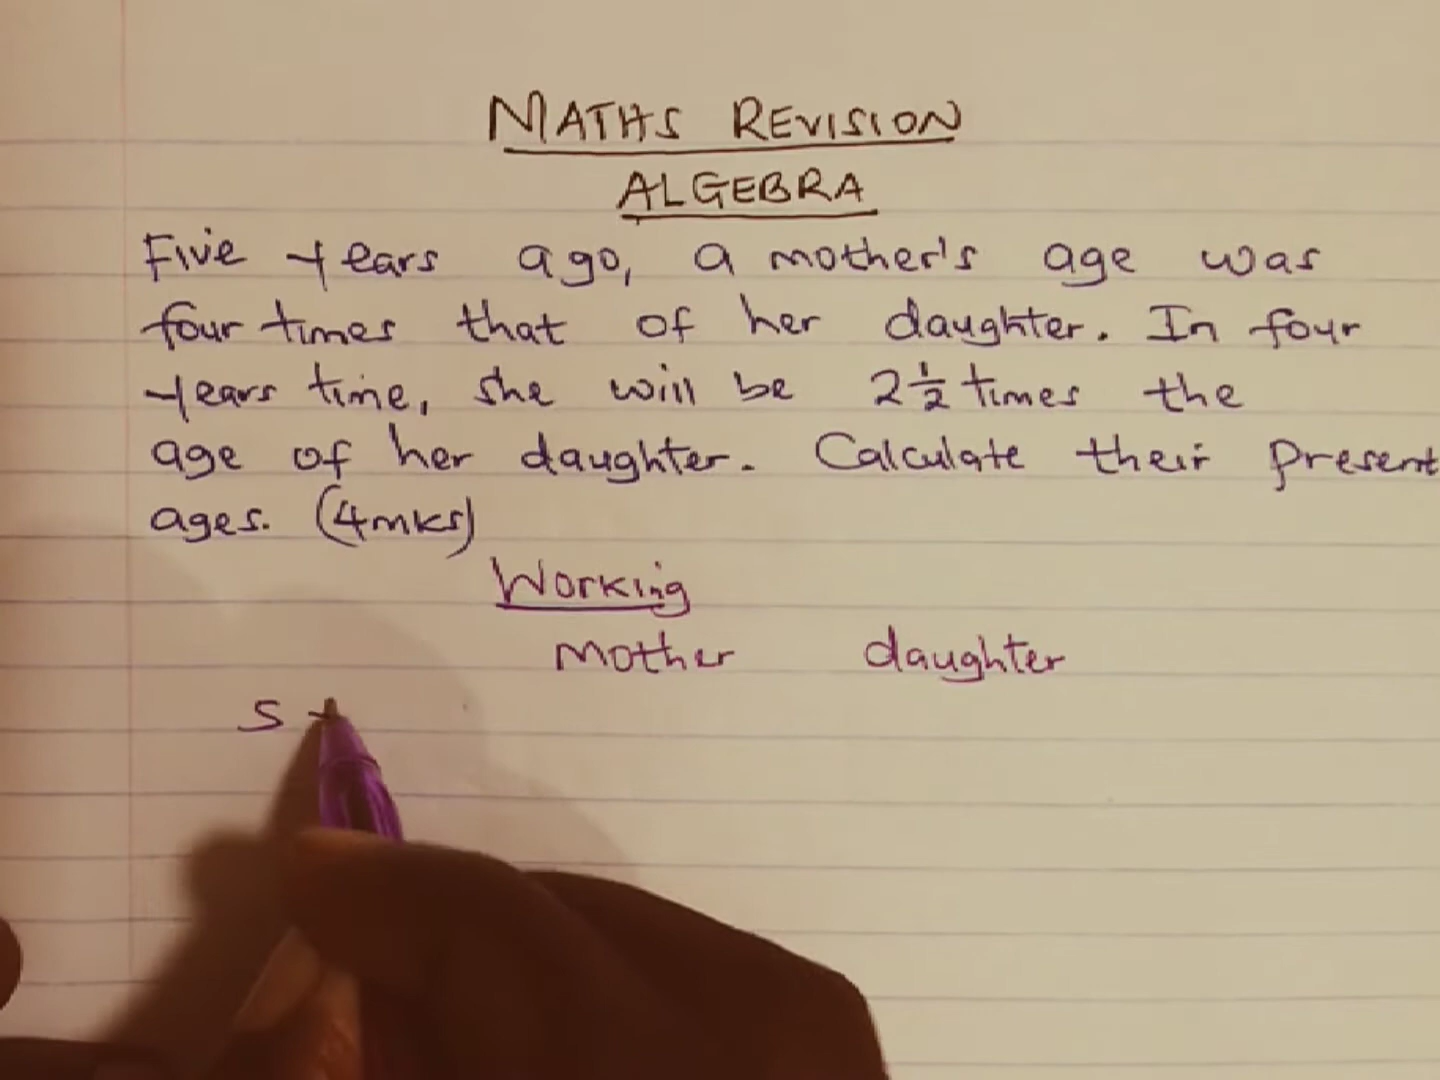 MATHS REVISION
ALGEBRA
Five years ago, a mother's age was
four times that of her daughter. In four
years time, she will be 2½ times the
age of her daughter. Calculate their present
ages. (4mks)
Working
Mother daughter
5